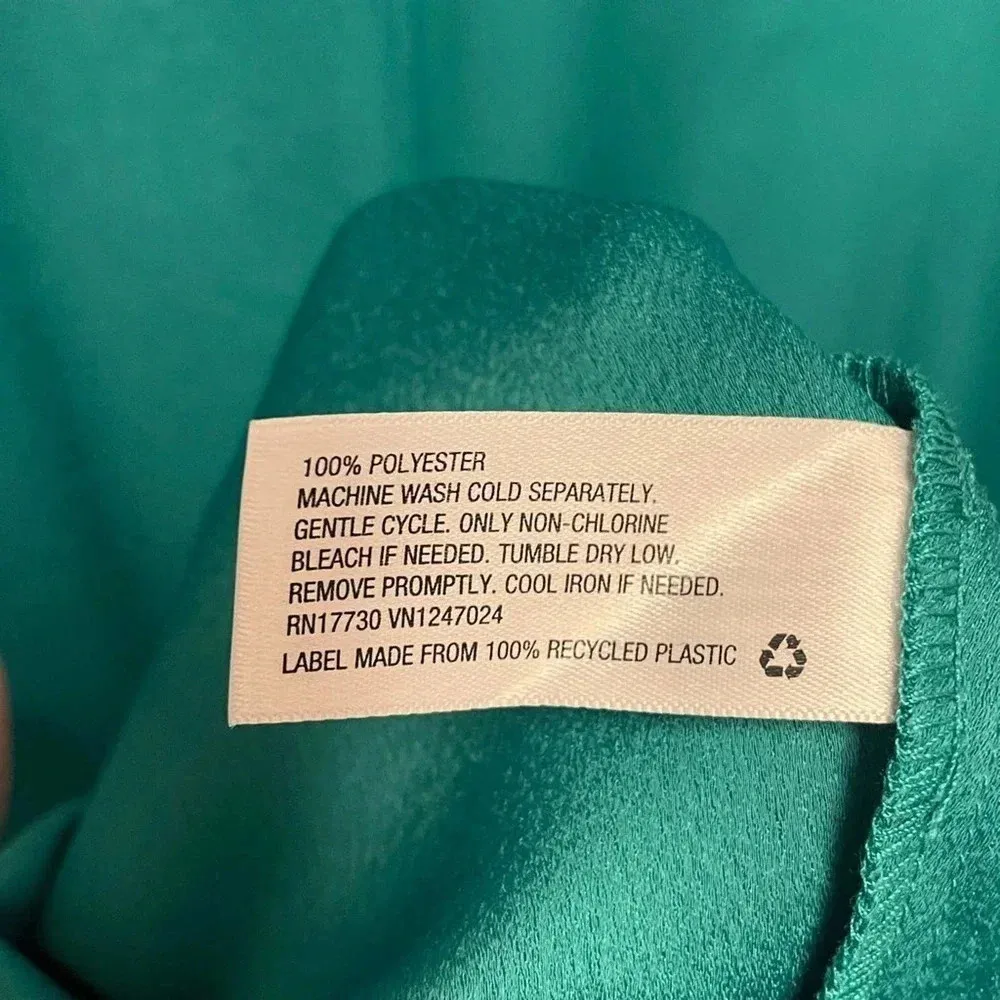 100% POLYESTER
MACHINE WASH COLD SEPARATELY.
GENTLE CYCLE. ONLY NON-CHLORINE
BLEACH IF NEEDED. TUMBLE DRY LOW.
REMOVE PROMPTLY. COOL IRON IF NEEDED.
RN17730 VN1247024
LABEL MADE FROM 100% RECYCLED PLASTIC